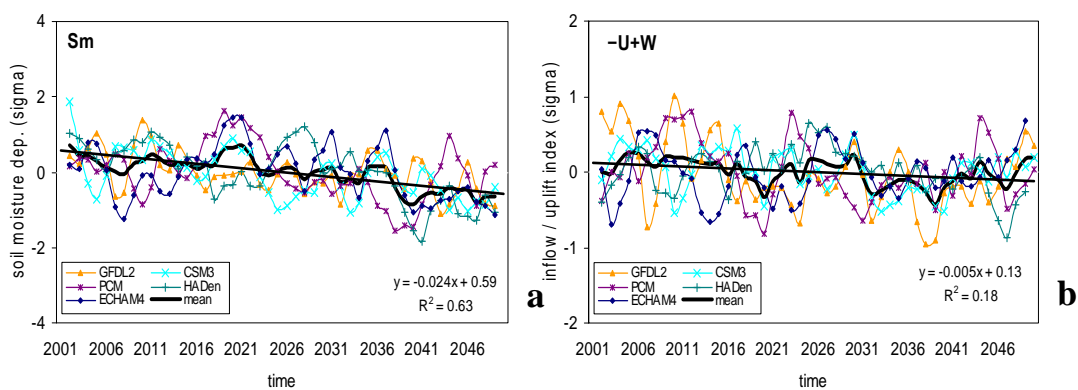 Sm
soil moisture dep. (sigma)
4
2
0
-2
-4
GFDL2
CSM3
PCM
HADen
ECHAM4
mean
y = -0.024x + 0.59
R² = 0.63
2001 2006 2011 2016 2021 2026 2031 2036 2041 2046
time
a
−U+W
inflow / uplift index (sigma)
2
1
0
-1
-2
GFDL2
CSM3
PCM
HADen
ECHAM4
mean
y = -0.005x + 0.13
R² = 0.18
2001 2006 2011 2016 2021 2026 2031 2036 2041 2046
time
b